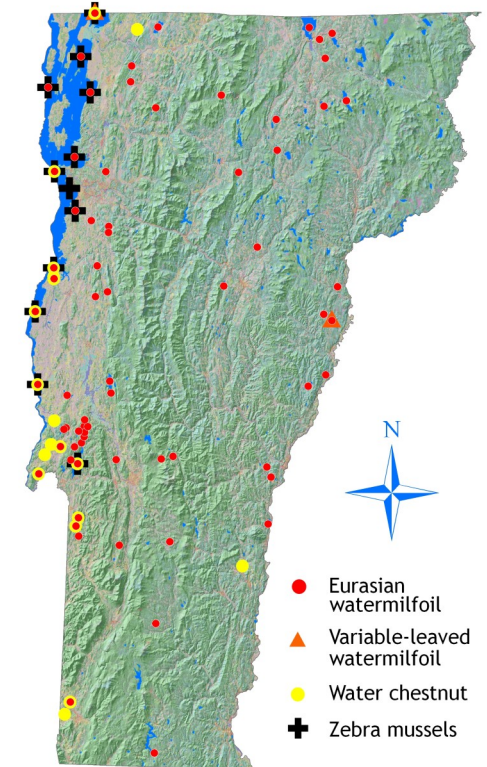 N
Eurasian
watermilfoil
Variable-leaved
watermilfoil
Water chestnut
Zebra mussels